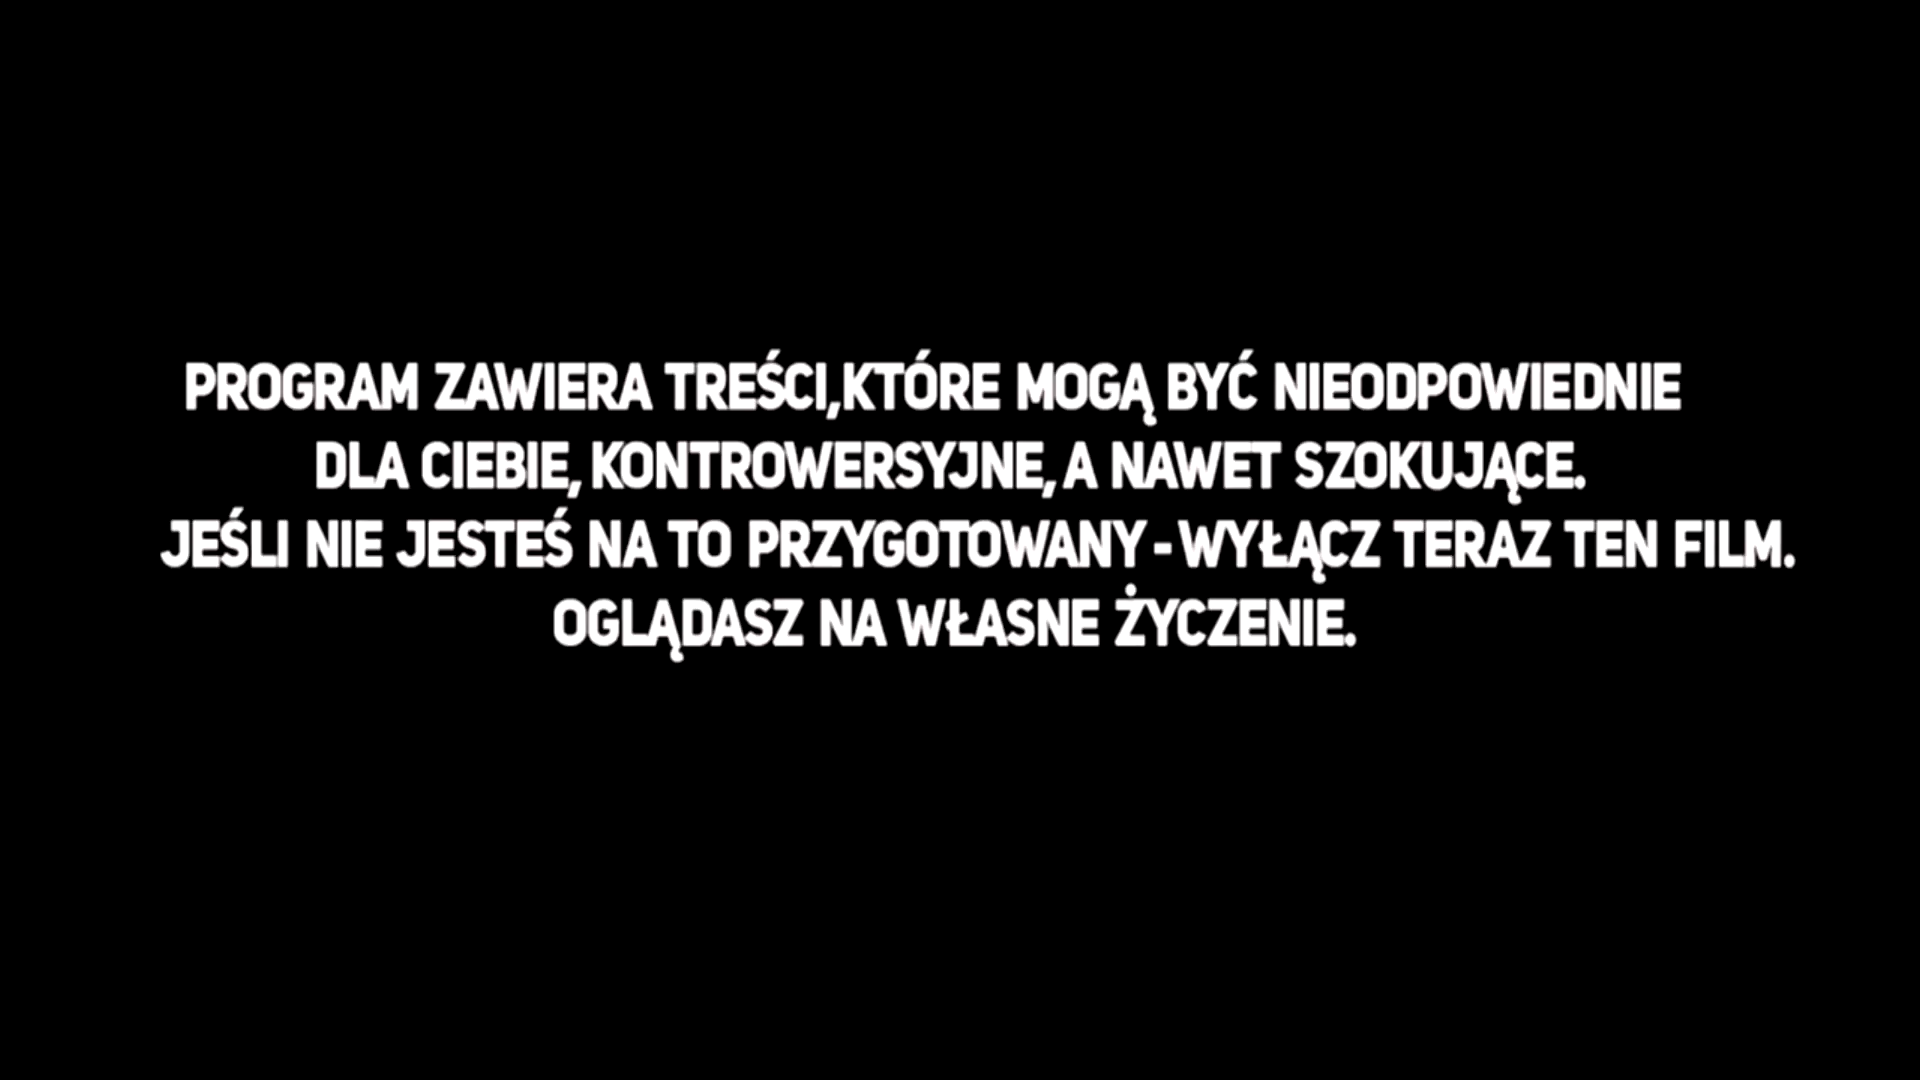 PROGRAM ZAWIERA TREŚCI,KTÓRE MOGĄ BYĆ NIEODPOWIEDNIE
DLA CIEBIE, KONTROWERSYJNE, A NAWET SZOKUJĄCE.
JEŚLI NIE JESTEŚ NA TO PRZYGOTOWANY - WYŁĄCZ TERAZ TEN FILM.
OGLĄDASZ NA WŁASNE ŻYCZENIE.